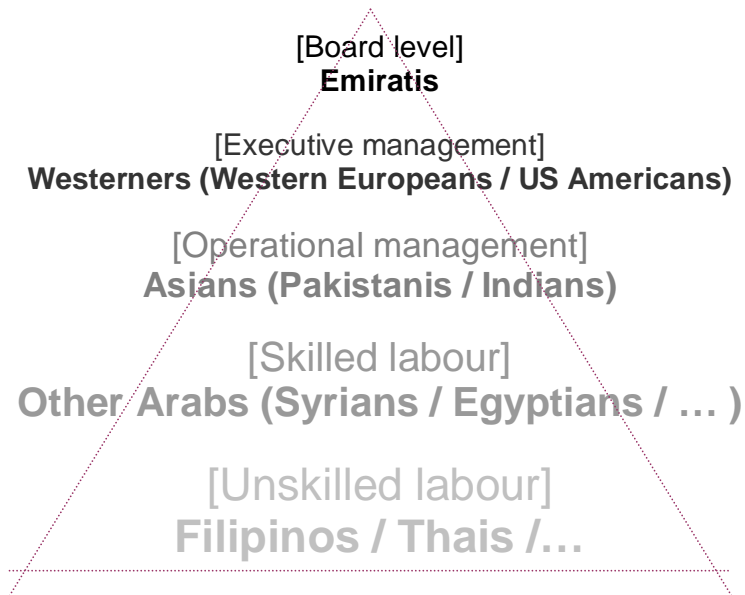 [Board level]
Emiratis
[Executive management]
Westerners (Western Europeans / US Americans)
[Operational management]
Asians (Pakistanis / Indians)
[Skilled labour]
Other Arabs (Syrians / Egyptians / … )
[Unskilled labour]
Filipinos / Thais /…